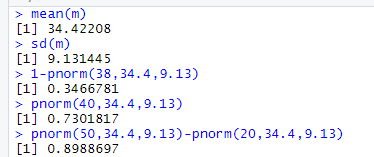 > mean(m)
[1] 34.42208
> sd(m)
[1] 9.131445
> 1-pnorm(38,34.4,9.13)
[1] 0.3466781
> pnorm(40,34.4,9.13)
[1] 0.7301817
> pnorm(50,34.4,9.13)-pnorm(20,34.4,9.13)
[1] 0.8988697